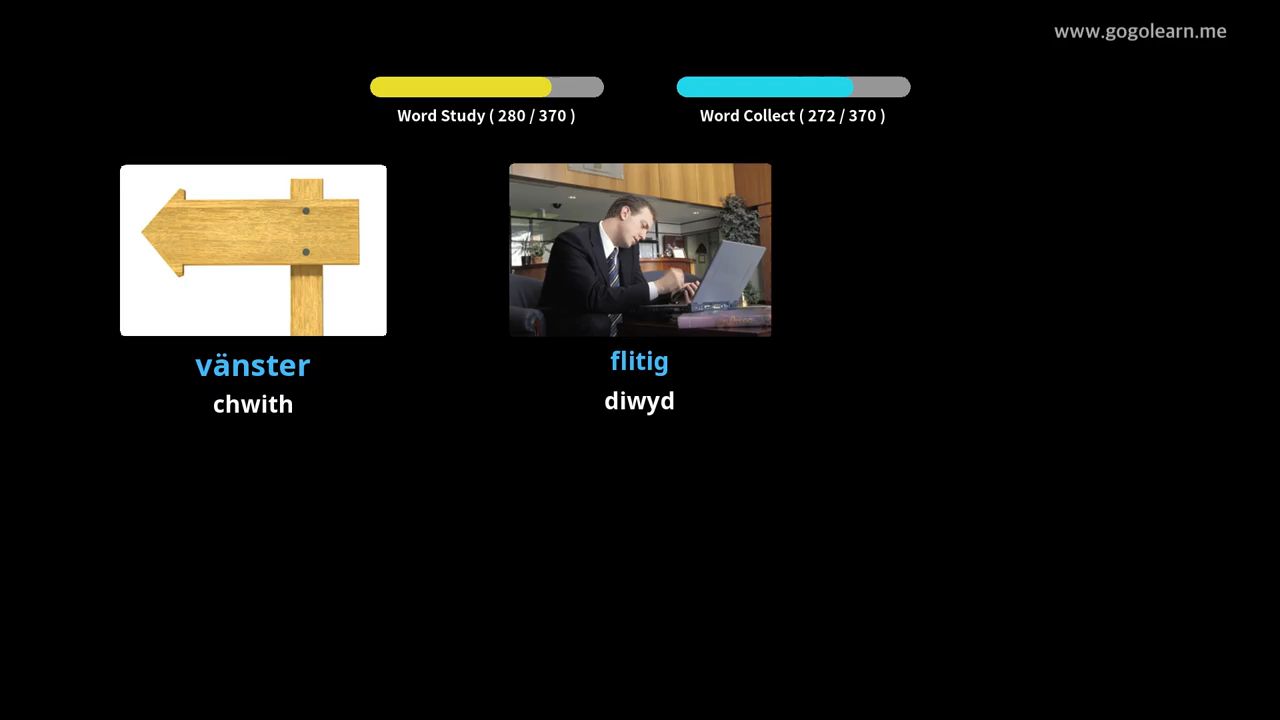 www.gogolearn.me
Word Study ( 280 / 370 )
Word Collect ( 272 / 370 )
vänster
chwith
flitig
diwyd